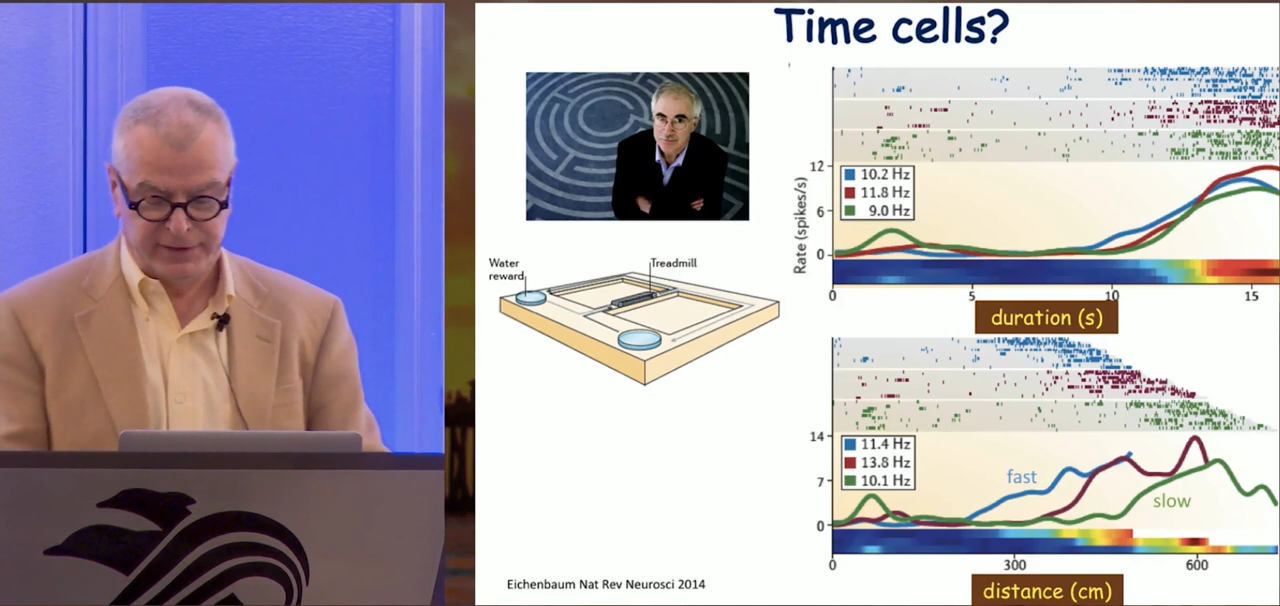 Time cells?
Water
reward
Treadmill
Eichenbaum Nat Rev Neurosci 2014
Rate (spikes/s)
12
6
0
10.2 Hz
11.8 Hz
9.0 Hz
0
5
10
15
duration (s)
14
7
0
11.4 Hz
13.8 Hz
10.1 Hz
fast
slow
0
300
600
distance (cm)